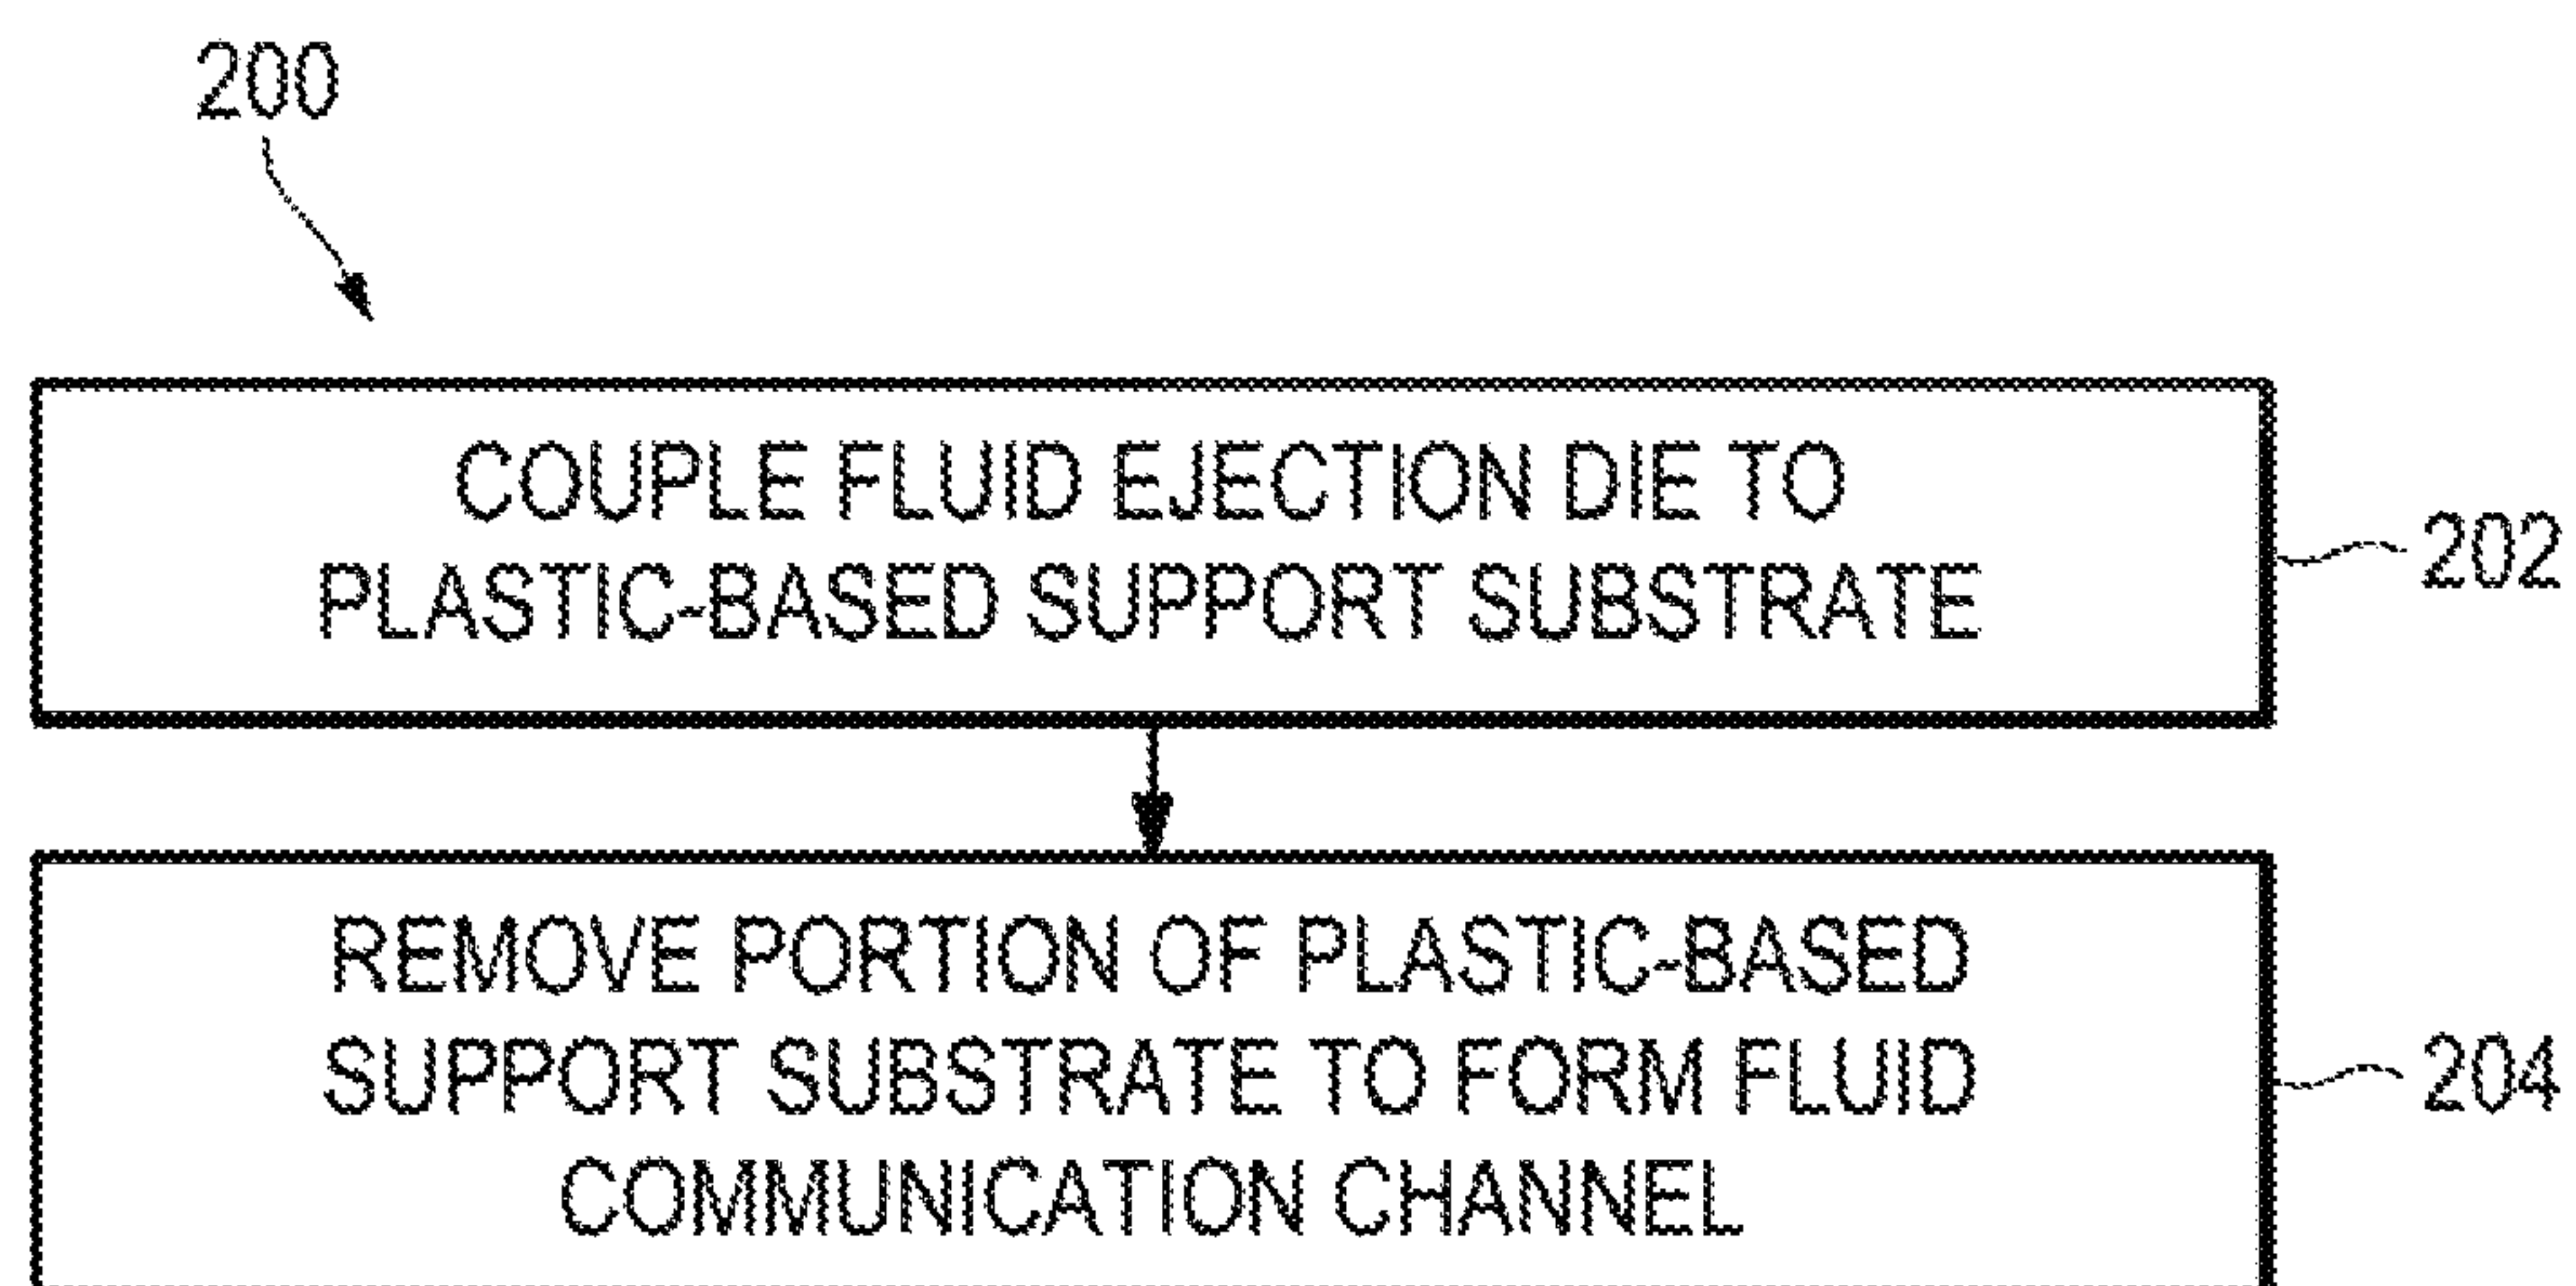 200
COUPLE FLUID EJECTION DIE TO
PLASTIC-BASED SUPPORT SUBSTRATE
202
REMOVE PORTION OF PLASTIC-BASED
SUPPORT SUBSTRATE TO FORM FLUID
COMMUNICATION CHANNEL
204